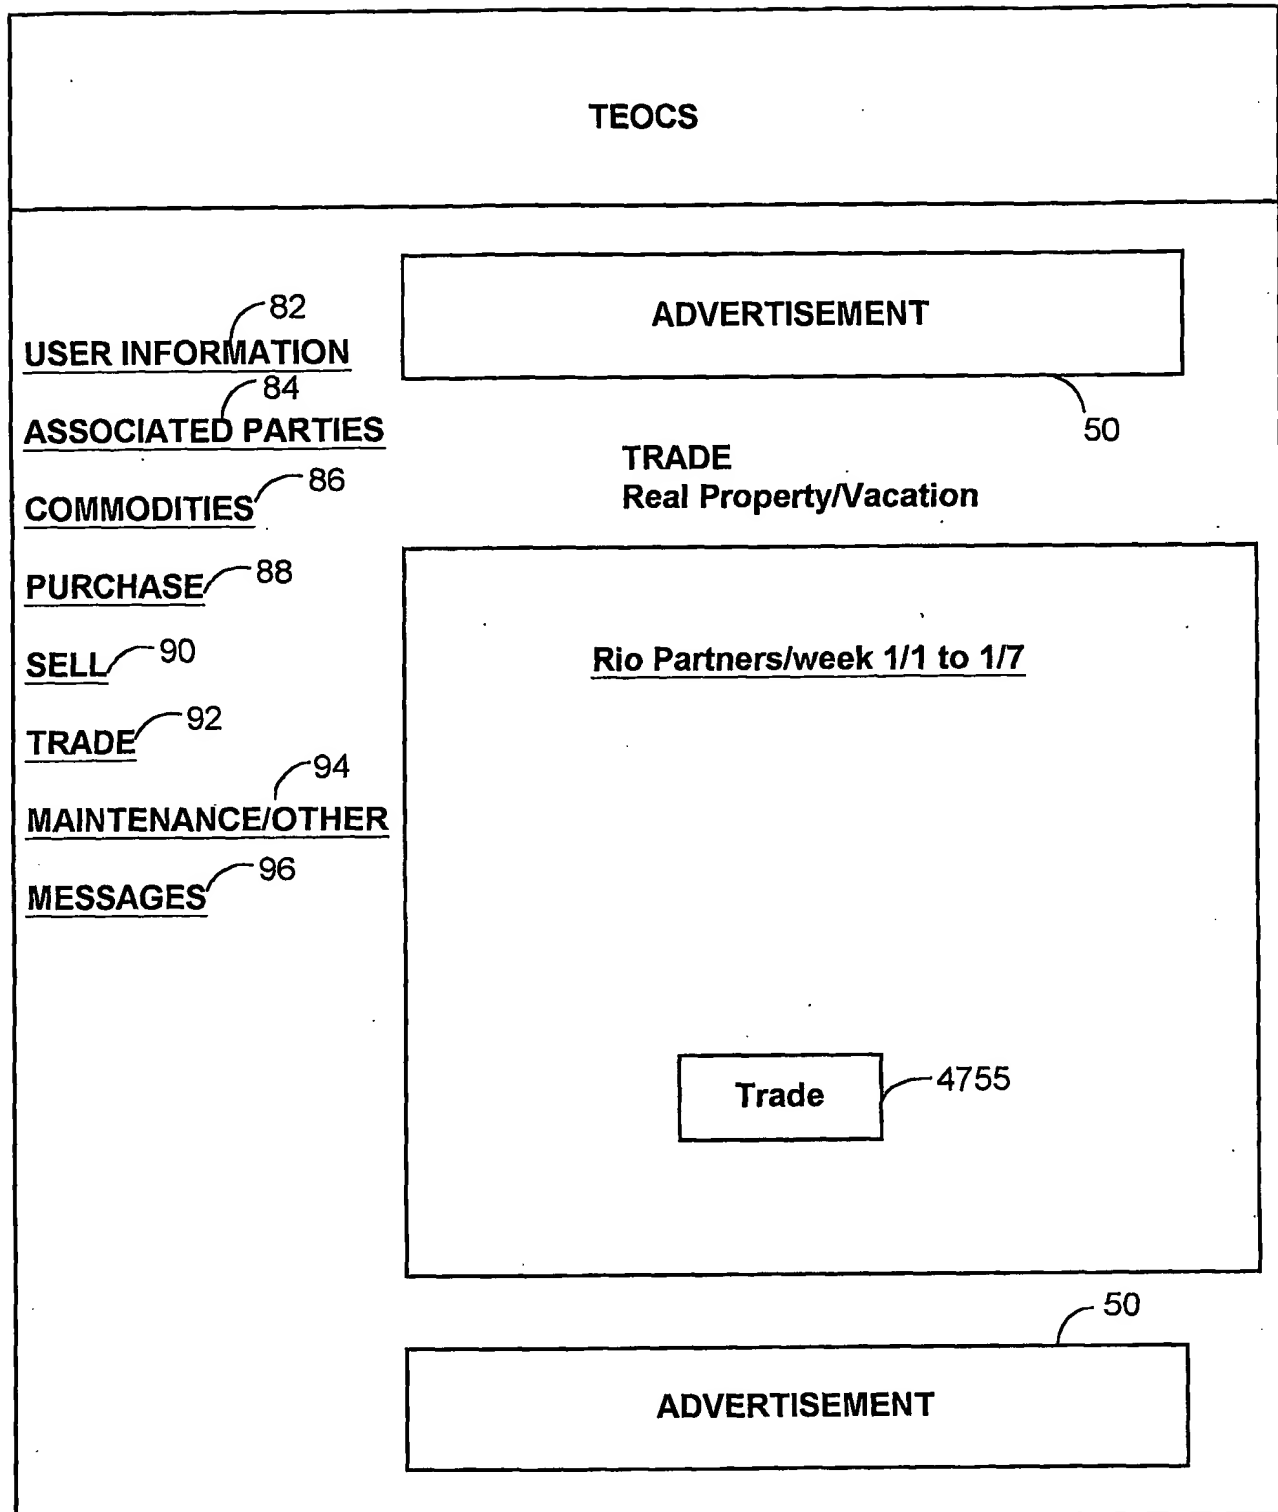 TEOCS
ADVERTISEMENT
50
82
USER INFORMATION
84
ASSOCIATED PARTIES
86
COMMODITIES
88
PURCHASE
90
SELL
92
TRADE
94
MAINTENANCE/OTHER
96
MESSAGES
TRADE
Real Property/Vacation
Rio Partners/week 1/1 to 1/7
Trade
4755
50
ADVERTISEMENT